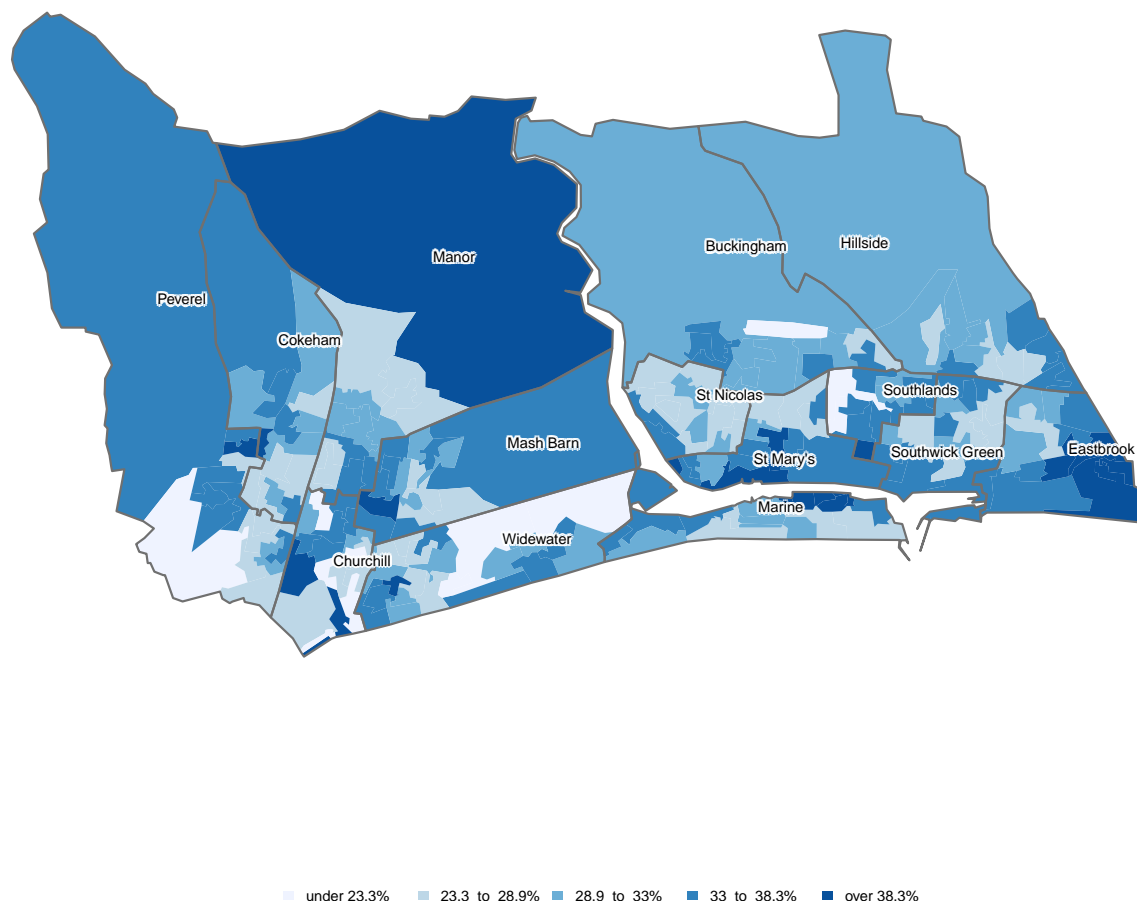 Buckingham
Hillside
Manor
Peverel
Cokeham
Southlands
St Nicolas
Mash Barn
Eastbrook
Southwick Green
St Mary's
Marine
Widewater
Churchill
under 23.3% 23.3 to 28.9% 28.9 to 33% 33 to 38.3% over 38.3%